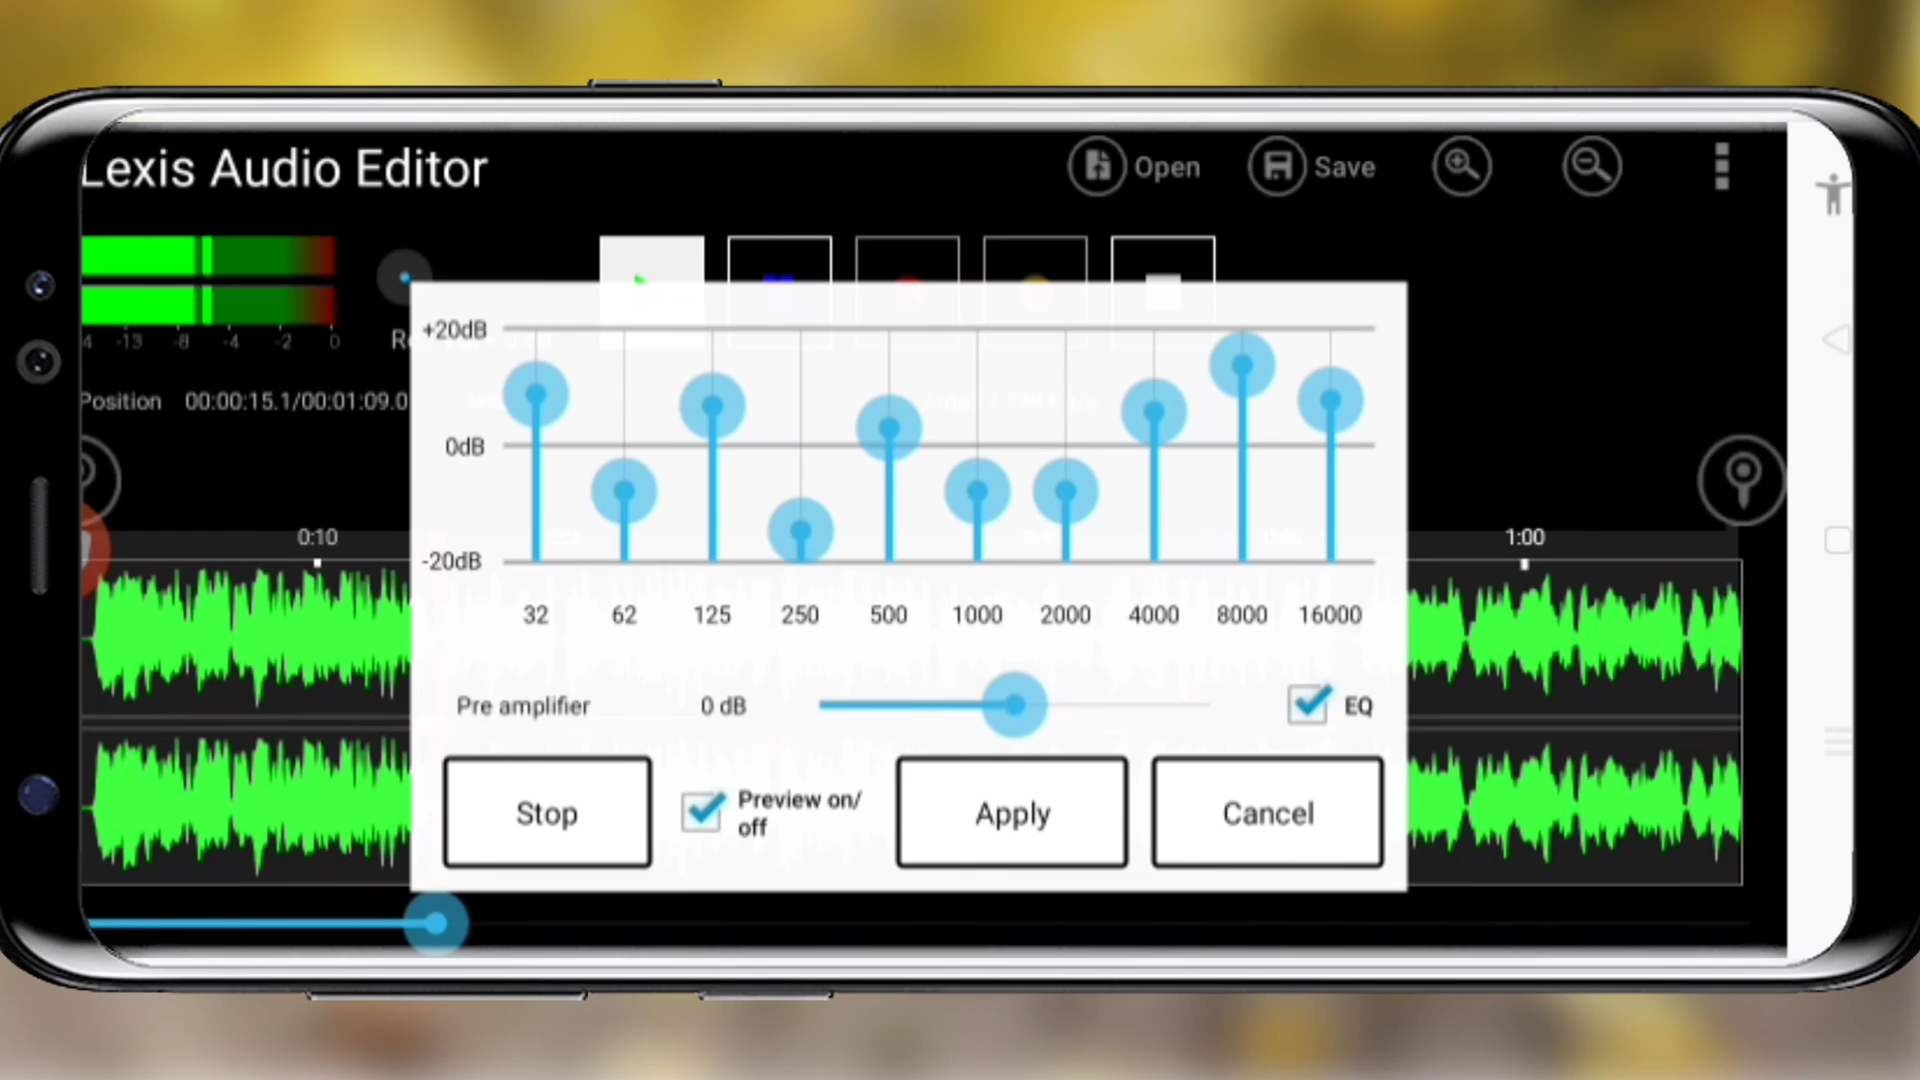 Lexis Audio Editor
Open
Save
4 -13 -8 -4 -2 0
Position 00:00:15.1/00:01:09.0
+20dB
0dB
-20dB
32 62 125 250 500 1000 2000 4000 8000 16000
0:10
1:00
Pre amplifier 0 dB
EQ
Stop
Preview on/
off
Apply
Cancel